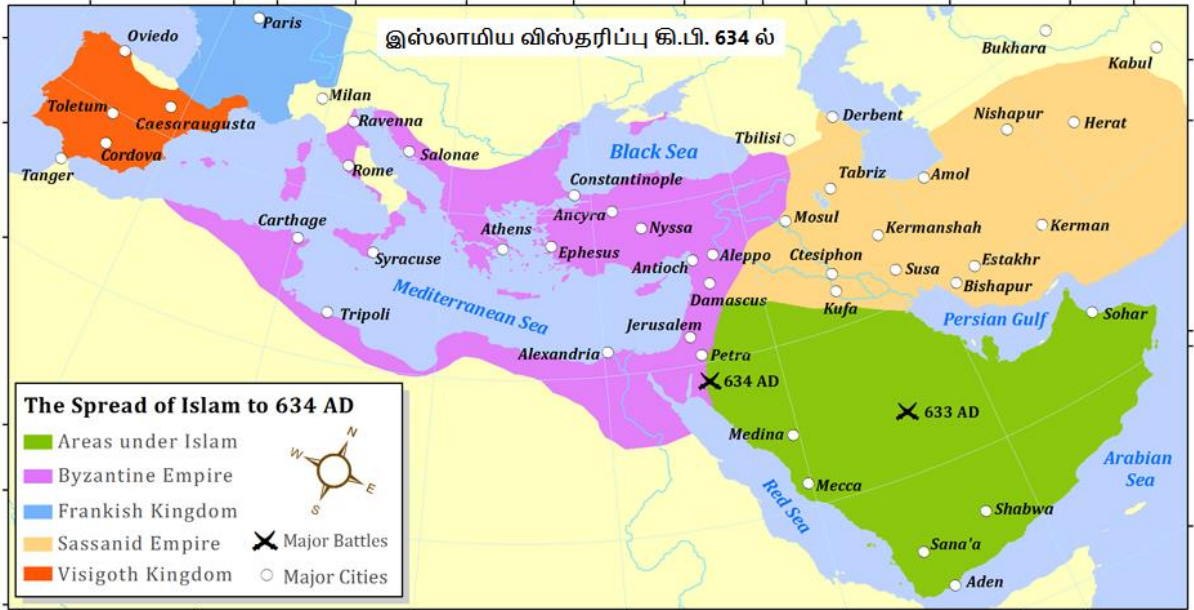 இஸ்லாமிய விஸ்தரிப்பு கி.பி. 634 ல்
Paris
Oviedo
Bukhara
Kabul
Milan
Toletum
Caesaraugusta
Ravenna
Derbent
Nishapur
Herat
Cordova
Salonae
Black Sea
Tbilisi
Tanger
Rome
Constantinople
Tabriz
Amol
Ancyra
Mosul
Carthage
Athens
Nyssa
Kermanshah
Kerman
Syracuse
Ephesus
Antioch
Aleppo
Ctesiphon
Susa
Estakhr
Mediterranean Sea
Damascus
Bishapur
Kufa
Tripoli
Jerusalem
Persian Gulf
Sohar
Alexandria
Petra
634 AD
633 AD
Medina
Mecca
Red Sea
Arabian
Sea
Shabwa
Sana'a
Aden
The Spread of Islam to 634 AD
Areas under Islam
Byzantine Empire
Frankish Kingdom
Sassanid Empire
Visigoth Kingdom
N
W
E
S
Major Battles
Major Cities